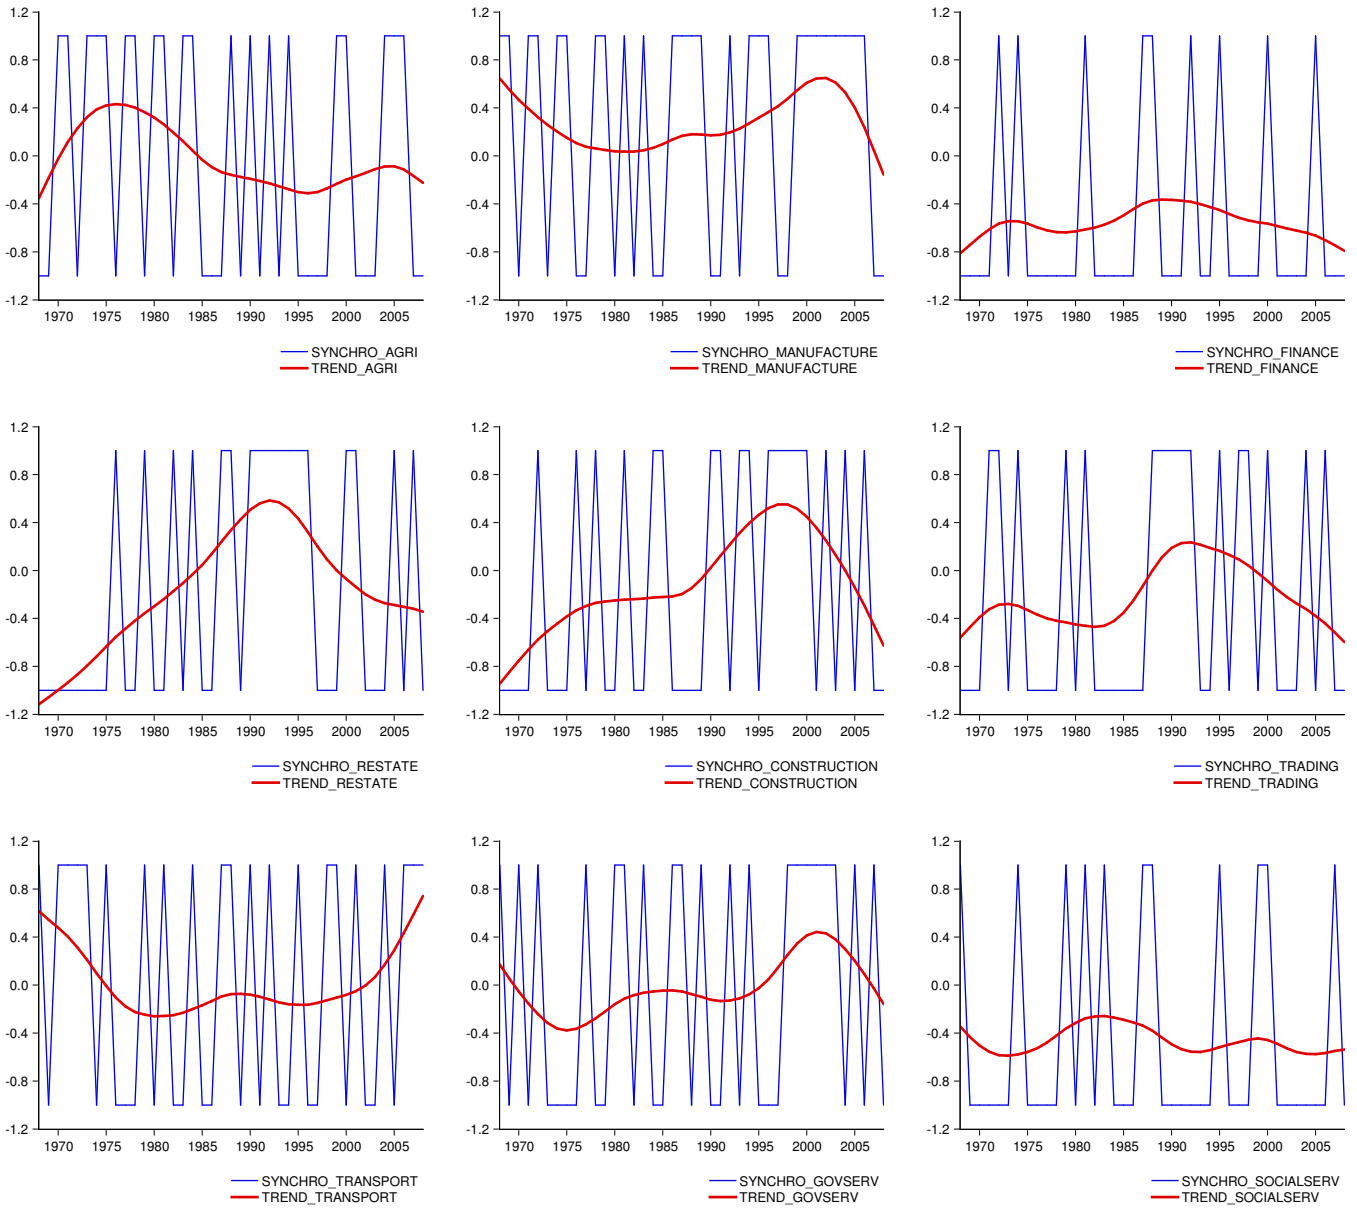 1.2
0.8
0.4
0.0
-0.4
-0.8
-1.2
1970 1975 1980 1985 1990 1995 2000 2005
SYNCHRO_AGRI
TREND_AGRI
1.2
0.8
0.4
0.0
-0.4
-0.8
-1.2
1970 1975 1980 1985 1990 1995 2000 2005
SYNCHRO_MANUFACTURE
TREND_MANUFACTURE
1.2
0.8
0.4
0.0
-0.4
-0.8
-1.2
1970 1975 1980 1985 1990 1995 2000 2005
SYNCHRO_FINANCE
TREND_FINANCE
1.2
0.8
0.4
0.0
-0.4
-0.8
-1.2
1970 1975 1980 1985 1990 1995 2000 2005
SYNCHRO_RESTATE
TREND_RESTATE
1.2
0.8
0.4
0.0
-0.4
-0.8
-1.2
1970 1975 1980 1985 1990 1995 2000 2005
SYNCHRO_CONSTRUCTION
TREND_CONSTRUCTION
1.2
0.8
0.4
0.0
-0.4
-0.8
-1.2
1970 1975 1980 1985 1990 1995 2000 2005
SYNCHRO_TRADING
TREND_TRADING
1.2
0.8
0.4
0.0
-0.4
-0.8
-1.2
1970 1975 1980 1985 1990 1995 2000 2005
SYNCHRO_TRANSPORT
TREND_TRANSPORT
1.2
0.8
0.4
0.0
-0.4
-0.8
-1.2
1970 1975 1980 1985 1990 1995 2000 2005
SYNCHRO_GOVSERV
TREND_GOVSERV
1.2
0.8
0.4
0.0
-0.4
-0.8
-1.2
1970 1975 1980 1985 1990 1995 2000 2005
SYNCHRO_SOCIALSERV
TREND_SOCIALSERV